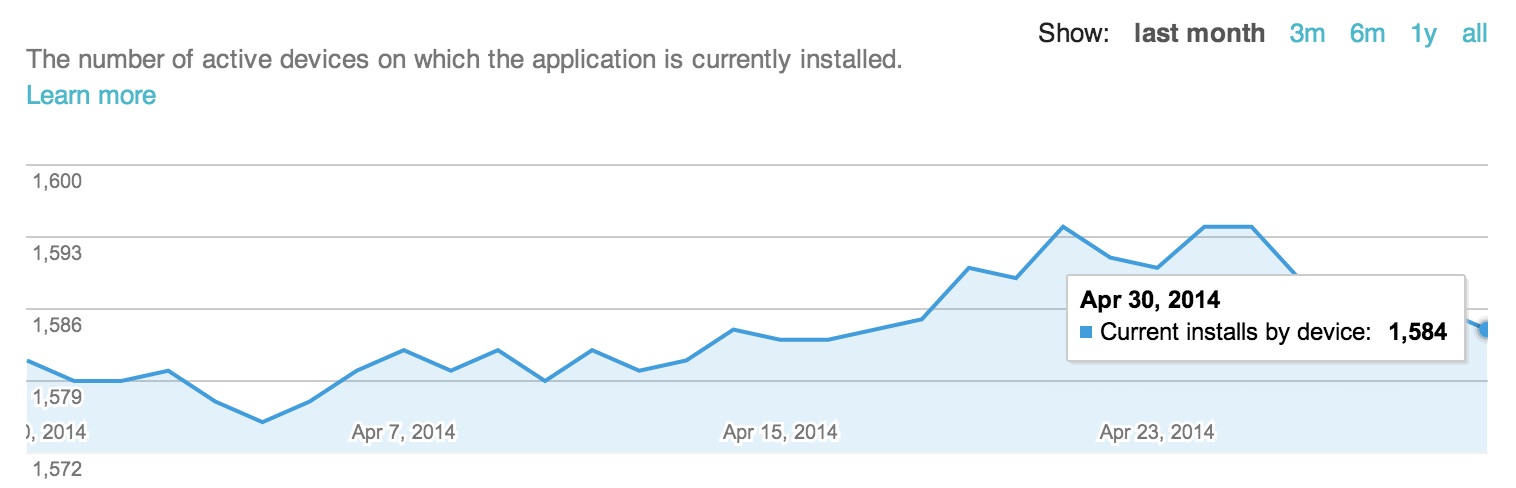 Show: last month 3m 6m 1y all
The number of active devices on which the application is currently installed.
Learn more
1,600
1,593
1,586
Apr 30, 2014
Current installs by device: 1,584
1,579
, 2014 Apr 7, 2014 Apr 15, 2014 Apr 23, 2014
1,572